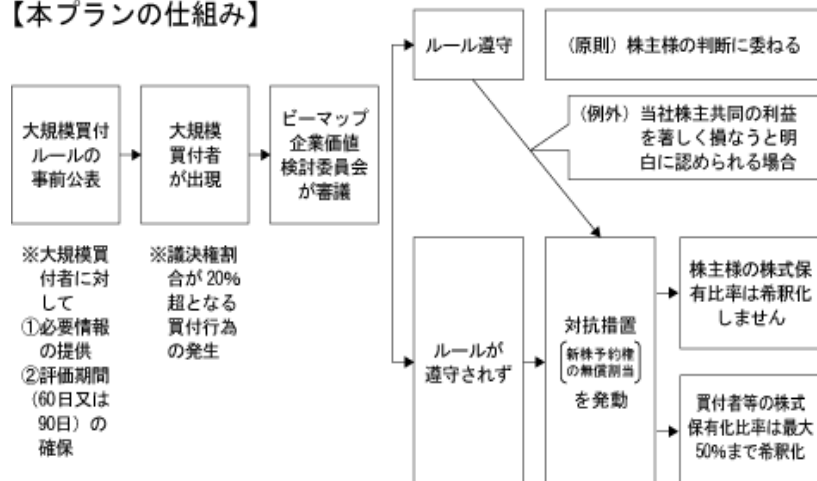 【本プランの仕組み】
大規模買付
ルールの
事前公表
大規模
買付者
が出現
ビーマップ
企業価値
検討委員会
が審議
ルール遵守
（原則）株主様の判断に委ねる
（例外）当社株主共同の利益
を著しく損なうと明
白に認められる場合
※大規模買
付者に対
して
①必要情報
の提供
②評価期間
（60日又は
90日）の
確保
※議決権割
合が20%
超となる
買付行為
の発生
ルールが
遵守されず
対抗措置
新株予約権
の無償割当
を発動
株主様の株式保
有比率は希釈化
しません
買付者等の株式
保有化比率は最大
50%まで希釈化